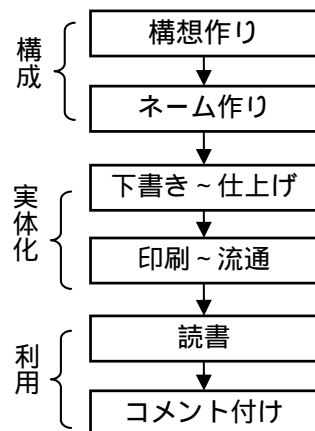 構成
構想作り
ネーム作り
実体化
下書き~仕上げ
印刷~流通
利用
読書
コメント付け